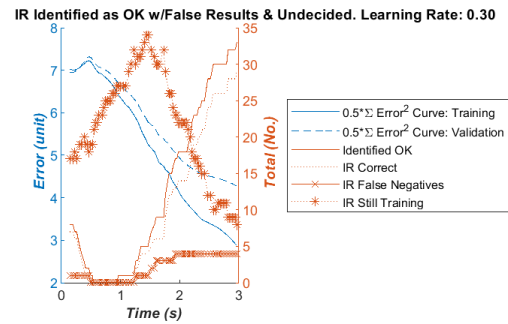 IR Identified as OK w/False Results & Undecided. Learning Rate: 0.30
8
7
6
5
4
3
2
Error (unit)
35
30
25
20
15
10
5
0
Total (No.)
0
1
2
3
Time (s)
0.5*Σ Error² Curve: Training
0.5*Σ Error² Curve: Validation
Identified OK
IR Correct
IR False Negatives
IR Still Training